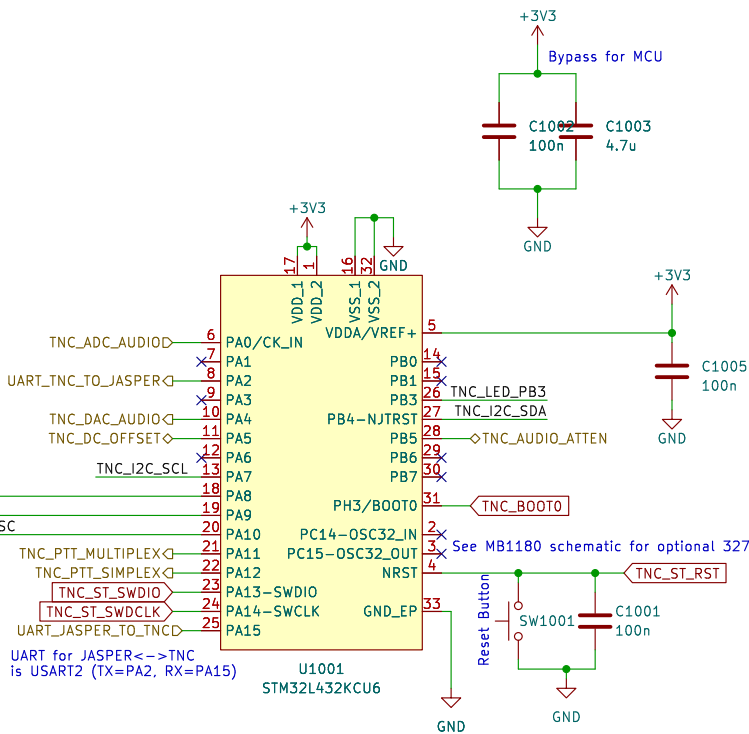 +3V3
Bypass for MCU
C1002
100n
C1003
4.7u
GND
+3V3
17
1
16
32
GND
VDD_1
VDD_2
VSS_1
VSS_2
+3V3
VDDA/VREF+
5
C1005
100n
GND
TNC_ADC_AUDIO
6
PA0/CK_IN
7
PA1
UART_TNC_TO_JASPER
8
PA2
9
PA3
TNC_DAC_AUDIO
10
PA4
TNC_DC_OFFSET
11
PA5
12
PA6
TNC_I2C_SCL
13
PA7
18
PA8
19
PA9
SC
20
PA10
TNC_PTT_MULTIPLEX
21
PA11
TNC_PTT_SIMPLEX
22
PA12
TNC_ST_SWDIO
23
PA13-SWDIO
TNC_ST_SWDCLK
24
PA14-SWCLK
UART_JASPER_TO_TNC
25
PA15
PB0
14
PB1
15
PB3
26
TNC_LED_PB3
PB4-NJTRST
27
TNC_I2C_SDA
PB5
28
TNC_AUDIO_ATTEN
PB6
29
PB7
30
PH3/BOOT0
31
TNC_BOOT0
PC14-OSC32_IN
2
PC15-OSC32_OUT
3
See MB1180 schematic for optional 327
NRST
4
TNC_ST_RST
GND_EP
33
Reset Button
SW1001
C1001
100n
GND
GND
UART for JASPER<->TNC
is USART2 (TX=PA2, RX=PA15)
U1001
STM32L432KCU6